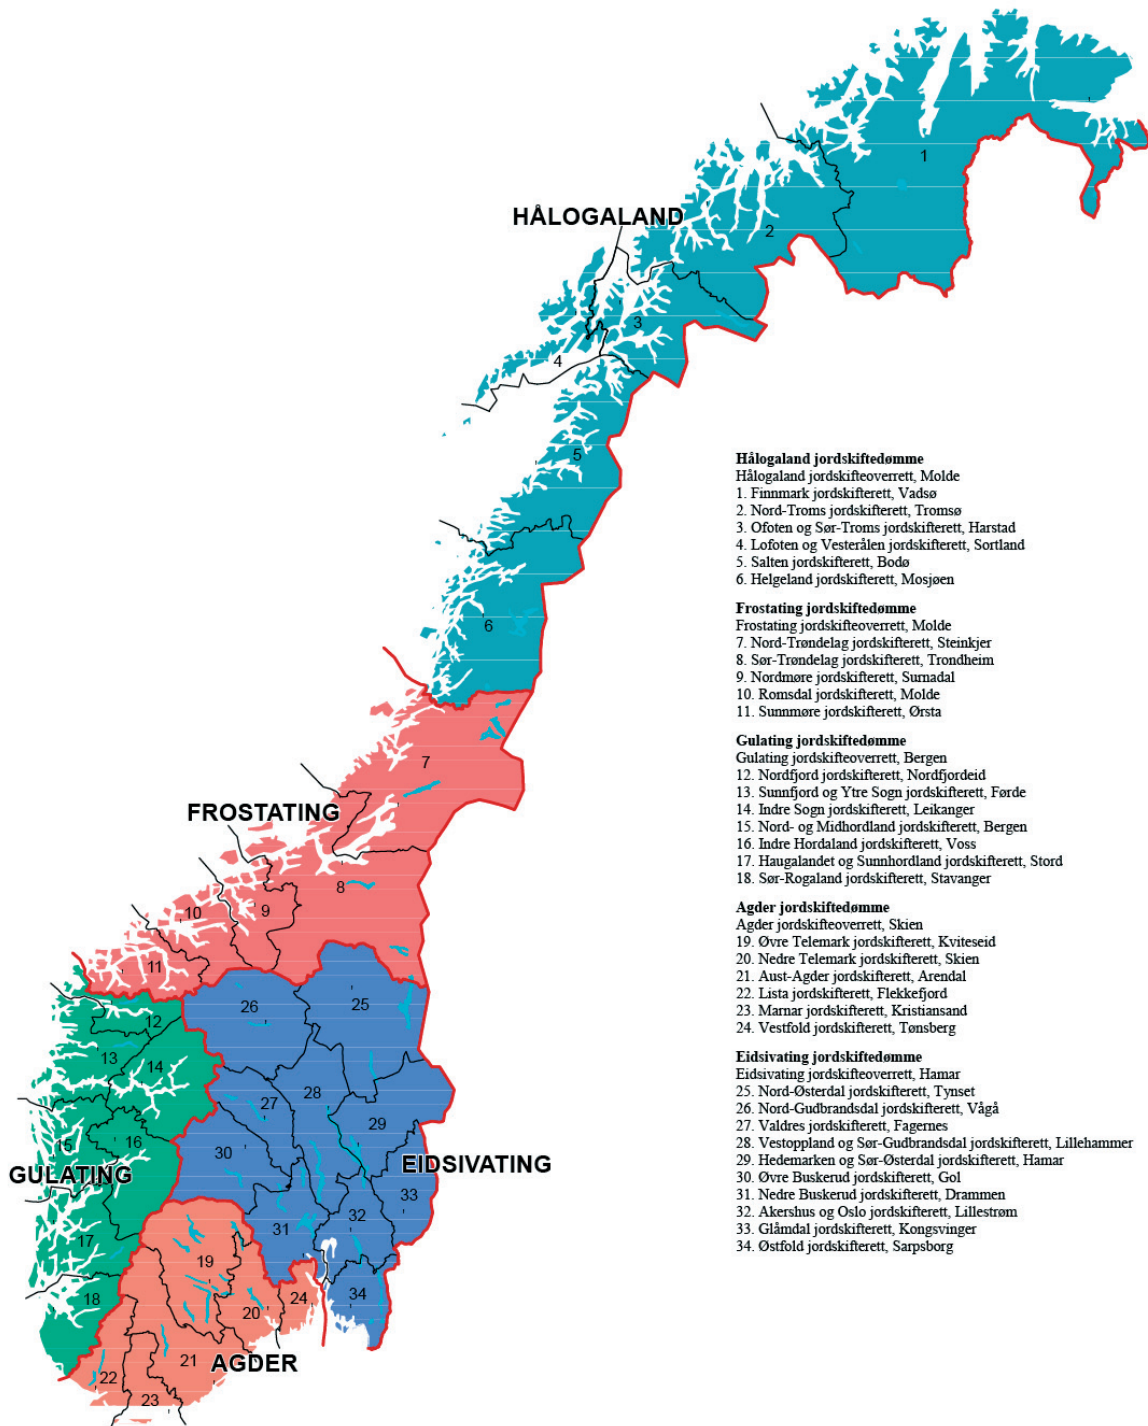 HÅLOGALAND
1
2
3
4
5
6
7
FROSTATING
8
9
10
11
12
13
14
15
16
GULATING
17
18
25
26
27
28
29
30
EIDSIVATING
31
32
33
34
19
20
24
21
AGDER
22
23
Hålogaland jordskiftedømme
Hålogaland jordskifteoverrett, Molde
1. Finnmark jordskifterett, Vadsø
2. Nord-Troms jordskifterett, Tromsø
3. Ofoten og Sør-Troms jordskifterett, Harstad
4. Lofoten og Vesterålen jordskifterett, Sortland
5. Salten jordskifterett, Bodø
6. Helgeland jordskifterett, Mosjøen
Frostating jordskiftedømme
Frostating jordskifteoverrett, Molde
7. Nord-Trøndelag jordskifterett, Steinkjer
8. Sør-Trøndelag jordskifterett, Trondheim
9. Nordmøre jordskifterett, Surnadal
10. Romsdal jordskifterett, Molde
11. Sunnmøre jordskifterett, Ørsta
Gulating jordskiftedømme
Gulating jordskifteoverrett, Bergen
12. Nordfjord jordskifterett, Nordfjordeid
13. Sunnfjord og Ytre Sogn jordskifterett, Førde
14. Indre Sogn jordskifterett, Leikanger
15. Nord- og Midhordland jordskifterett, Bergen
16. Indre Hordaland jordskifterett, Voss
17. Haugalandet og Sunnhordland jordskifterett, Stord
18. Sør-Rogaland jordskifterett, Stavanger
Agder jordskiftedømme
Agder jordskifteoverrett, Skien
19. Øvre Telemark jordskifterett, Kviteseid
20. Nedre Telemark jordskifterett, Skien
21. Aust-Agder jordskifterett, Arendal
22. Lista jordskifterett, Flekkefjord
23. Marnar jordskifterett, Kristiansand
24. Vestfold jordskifterett, Tønsberg
Eidsivating jordskiftedømme
Eidsivating jordskifteoverrett, Hamar
25. Nord-Østerdal jordskifterett, Tynset
26. Nord-Gudbrandsdal jordskifterett, Vågå
27. Valdres jordskifterett, Fagernes
28. Vestoppland og Sør-Gudbrandsdal jordskifterett, Lillehammer
29. Hedemarken og Sør-Østerdal jordskifterett, Hamar
30. Øvre Buskerud jordskifterett, Gol
31. Nedre Buskerud jordskifterett, Drammen
32. Akershus og Oslo jordskifterett, Lillestrøm
33. Glåmdal jordskifterett, Kongsvinger
34. Østfold jordskifterett, Sarpsborg